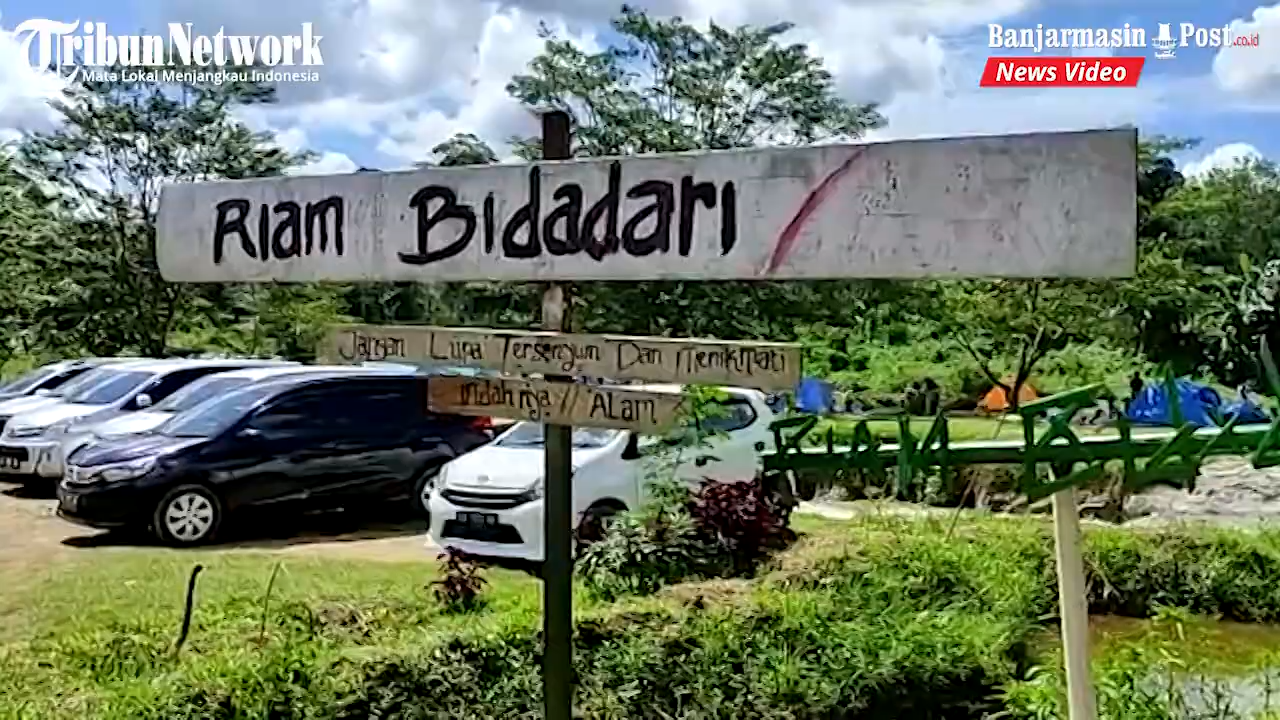 TribunNetwork
Mata Lokal Menjangkau Indonesia
Banjarmasin Post.co.id
News Video
RIam BIdadarI
Jangan Lupa Tersenyum Dan Menikmati
Indahnya // ALam
RIAM